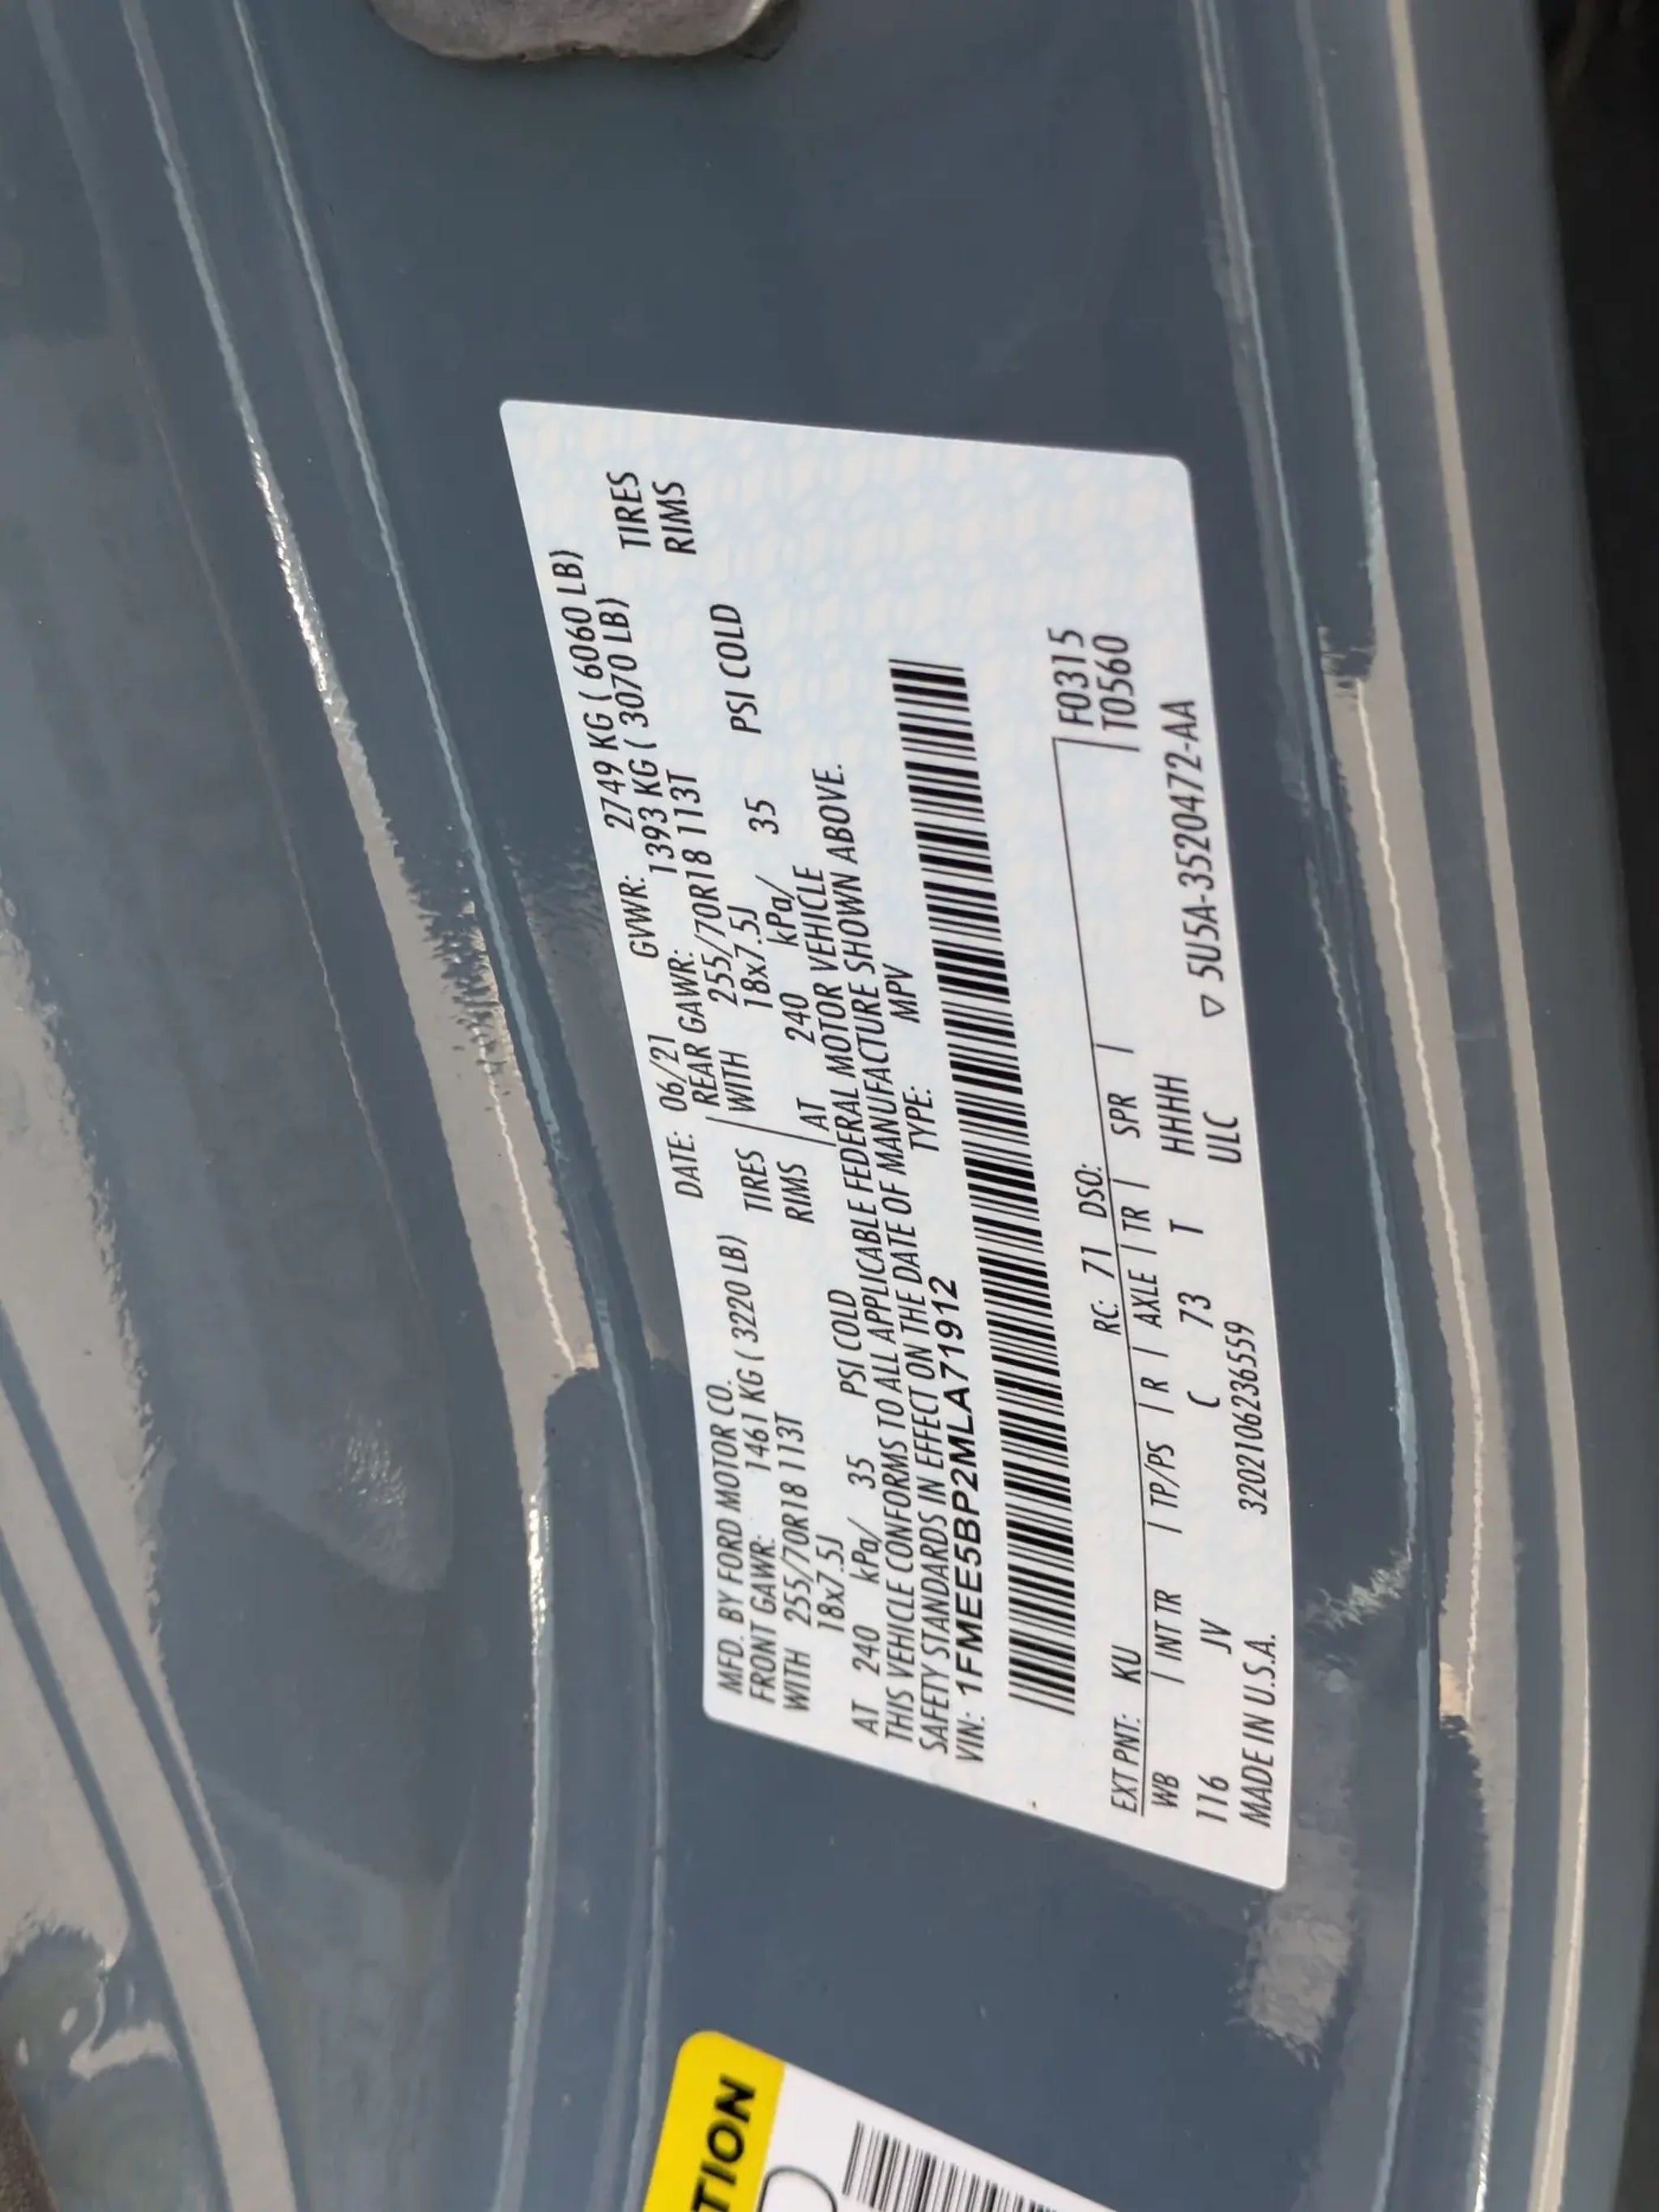 MFD. BY FORD MOTOR CO.
DATE: 06/21 GVWR: 2749 KG ( 6060 LB)
FRONT GAWR: 1461 KG ( 3220 LB) REAR GAWR: 1393 KG ( 3070 LB)
WITH 255/70R18 113T TIRES WITH 255/70R18 113T TIRES
18x7.5J RIMS 18x7.5J RIMS
AT 240 kPa/ 35 PSI COLD AT 240 kPa/ 35 PSI COLD
THIS VEHICLE CONFORMS TO ALL APPLICABLE FEDERAL MOTOR VEHICLE
SAFETY STANDARDS IN EFFECT ON THE DATE OF MANUFACTURE SHOWN ABOVE.
VIN: 1FMEE5BP2MLA71912 TYPE: MPV
EXT PNT: KU RC: 71 DSO: F0315
WB | INT TR | TP/PS | R | AXLE | TR | SPR | T0560
116 JV C 73 T HHHH
MADE IN U.S.A. 3202106236559 ULC ▽ 5U5A-3520472-AA
TION